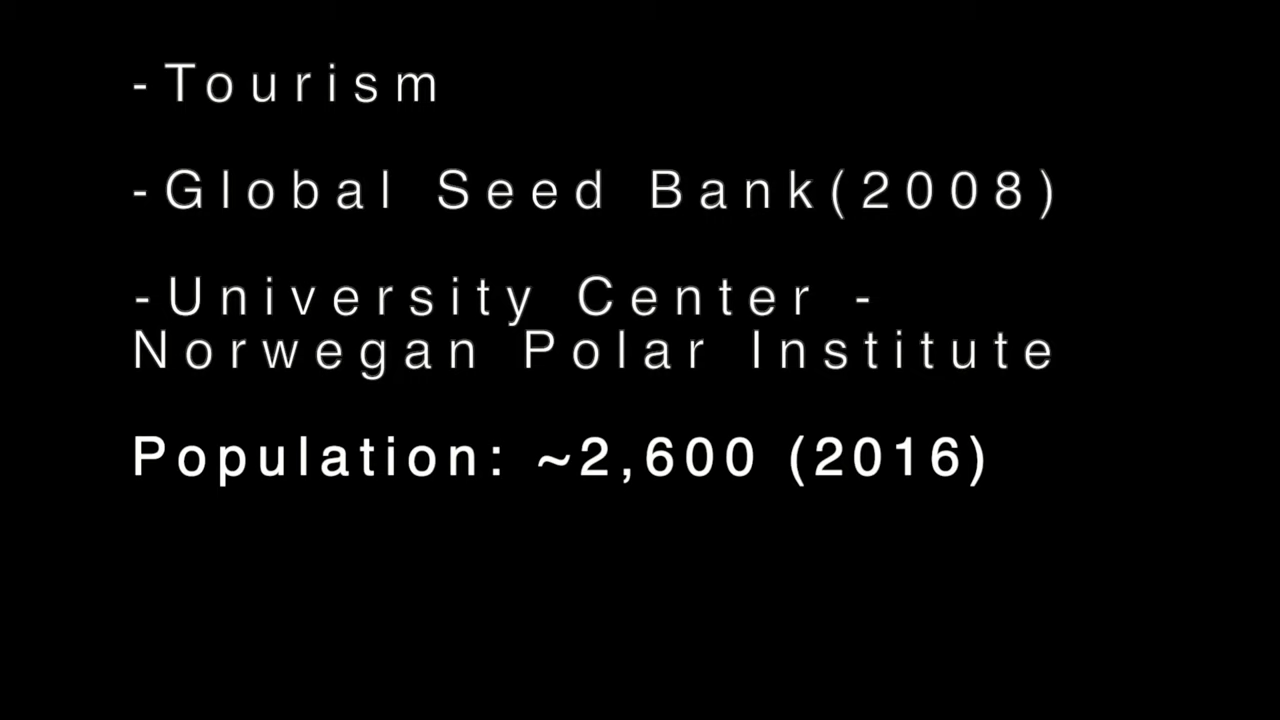 -Tourism
-Global Seed Bank(2008)
-University Center -
Norwegan Polar Institute
Population: ~2,600 (2016)